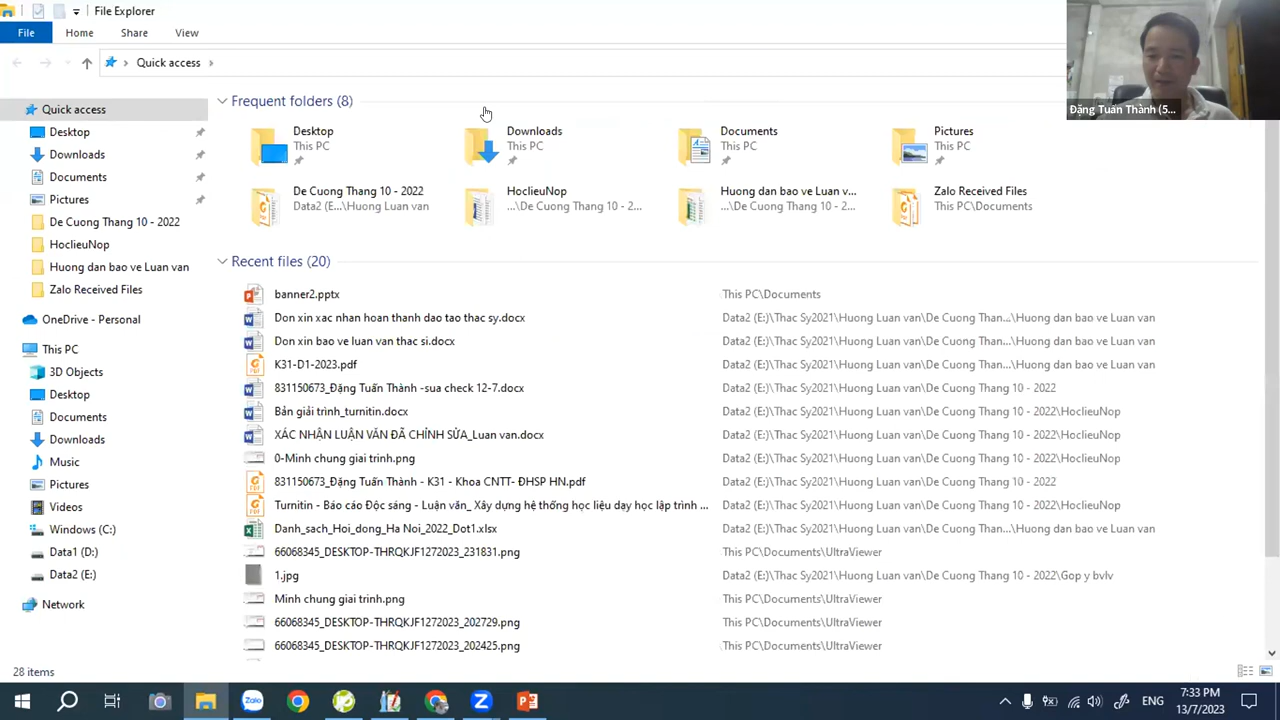 File Explorer
File Home Share View
Quick access
Đặng Tuấn Thành (5...
Quick access
Desktop
Downloads
Documents
Pictures
De Cuong Thang 10 - 2022
HoclieuNop
Huong dan bao ve Luan van
Zalo Received Files
OneDrive - Personal
This PC
3D Objects
Desktop
Documents
Downloads
Music
Pictures
Videos
Windows (C:)
Data1 (D:)
Data2 (E:)
Network
Frequent folders (8)
Desktop
This PC
Downloads
This PC
Documents
This PC
Pictures
This PC
De Cuong Thang 10 - 2022
Data2 (E...\Huong Luan van
HoclieuNop
...\De Cuong Thang 10 - 2...
Huong dan bao ve Luan v...
...\De Cuong Thang 10 - 2...
Zalo Received Files
This PC\Documents
Recent files (20)
banner2.pptx This PC\Documents
Don xin xac nhan hoan thanh dao tao thac sy.docx Data2 (E:)\Thac Sy2021\Huong Luan van\De Cuong Than...\Huong dan bao ve Luan van
Don xin bao ve luan van thac si.docx Data2 (E:)\Thac Sy2021\Huong Luan van\De Cuong Than...\Huong dan bao ve Luan van
K31-D1-2023.pdf Data2 (E:)\Thac Sy2021\Huong Luan van\De Cuong Than...\Huong dan bao ve Luan van
831150673_Đặng Tuấn Thành -sua check 12-7.docx Data2 (E:)\Thac Sy2021\Huong Luan van\De Cuong Thang 10 - 2022
Bản giải trình_turnitin.docx Data2 (E:)\Thac Sy2021\Huong Luan van\De Cuong Thang 10 - 2022\HoclieuNop
XÁC NHẬN LUẬN VĂN ĐÃ CHỈNH SỬA_Luan van.docx Data2 (E:)\Thac Sy2021\Huong Luan van\De Cuong Thang 10 - 2022\HoclieuNop
0-Minh chung giai trinh.png Data2 (E:)\Thac Sy2021\Huong Luan van\De Cuong Thang 10 - 2022\HoclieuNop
831150673_Đặng Tuấn Thành - K31 - Khoa CNTT- ĐHSP HN.pdf Data2 (E:)\Thac Sy2021\Huong Luan van\De Cuong Thang 10 - 2022
Turnitin - Báo cáo Độc sáng - Luận văn_ Xây dựng hệ thống học liệu dạy học lập trình ... Data2 (E:)\Thac Sy2021\Huong Luan van\De Cuong Thang 10 - 2022\HoclieuNop
Danh_sach_Hoi_dong_Ha Noi_2022_Dot1.xlsx Data2 (E:)\Thac Sy2021\Huong Luan van\De Cuong Than...\Huong dan bao ve Luan van
66068345_DESKTOP-THRQKJF1272023_231831.png This PC\Documents\UltraViewer
1.jpg Data2 (E:)\Thac Sy2021\Huong Luan van\De Cuong Thang 10 - 2022\Gop y bvlv
Minh chung giai trinh.png This PC\Documents\UltraViewer
66068345_DESKTOP-THRQKJF1272023_202729.png This PC\Documents\UltraViewer
66068345_DESKTOP-THRQKJF1272023_202425.png This PC\Documents\UltraViewer
28 items
Zalo
ENG
7:33 PM
13/7/2023